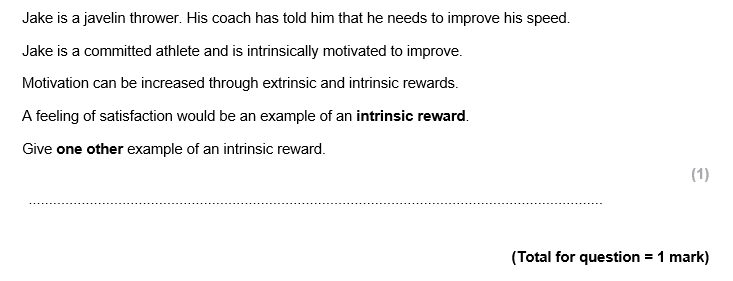 Jake is a javelin thrower. His coach has told him that he needs to improve his speed.
Jake is a committed athlete and is intrinsically motivated to improve.
Motivation can be increased through extrinsic and intrinsic rewards.
A feeling of satisfaction would be an example of an intrinsic reward.
Give one other example of an intrinsic reward.
(1)
(Total for question = 1 mark)